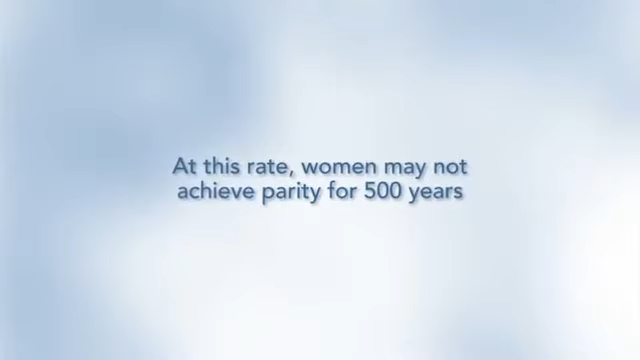 At this rate, women may not
achieve parity for 500 years